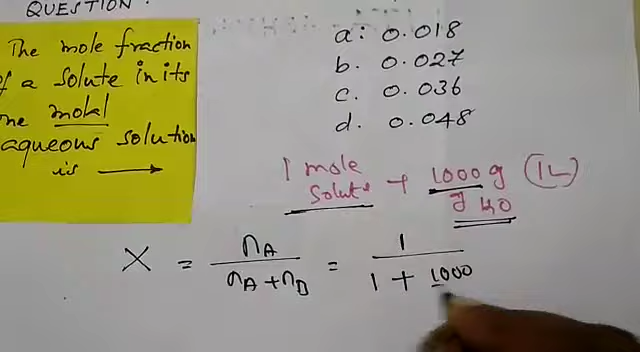 QUESTION:
The mole fraction
of a solute in its
one molal
aqueous solution
is →
a: 0.018
b. 0.027
c. 0.036
d. 0.048
1 mole solute + 1000 g (1L)
H2O
X = nA / nA + nB = 1 / 1 + 1000